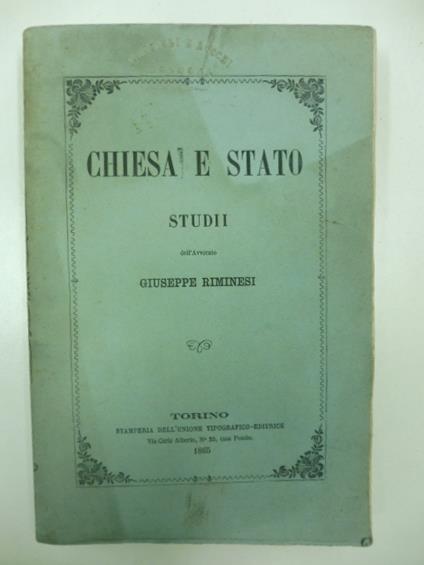 CHIESA E STATO
STUDII
dell'Avvocato
GIUSEPPE RIMINESI
TORINO
STAMPERIA DELL'UNIONE TIPOGRAFICO-EDITRICE
Via Carlo Alberto, N° 33, casa Pomba.
1865